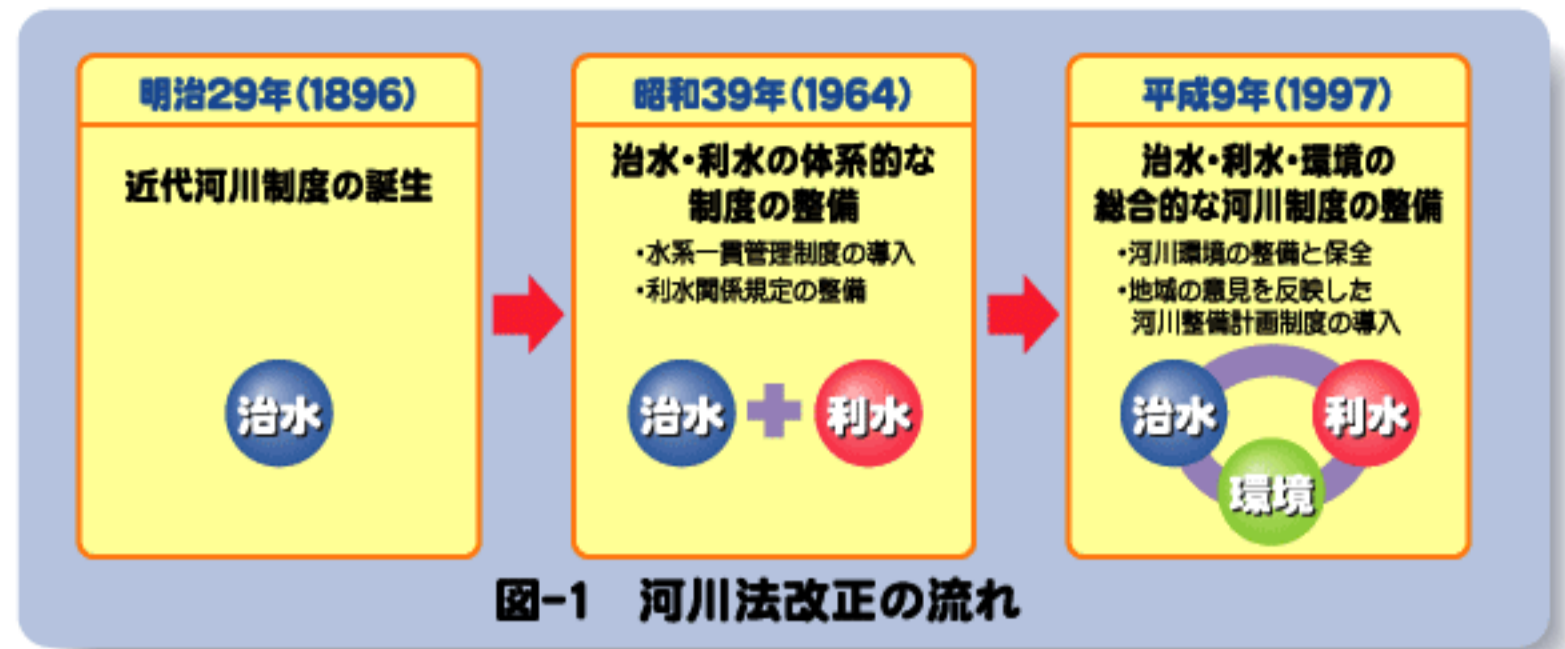 明治29年(1896)
近代河川制度の誕生
治水
昭和39年(1964)
治水・利水の体系的な
制度の整備
・水系一貫管理制度の導入
・利水関係規定の整備
治水
利水
平成9年(1997)
治水・利水・環境の
総合的な河川制度の整備
・河川環境の整備と保全
・地域の意見を反映した
河川整備計画制度の導入
治水
利水
環境
図-1 河川法改正の流れ